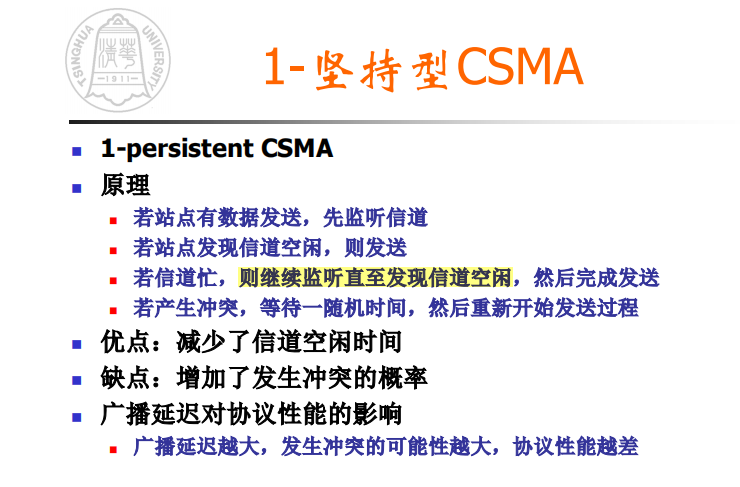 TSINGHUA UNIVERSITY
清華
-1911-
1-坚持型CSMA
1-persistent CSMA
原理
若站点有数据发送，先监听信道
若站点发现信道空闲，则发送
若信道忙，则继续监听直至发现信道空闲，然后完成发送
若产生冲突，等待一随机时间，然后重新开始发送过程
优点：减少了信道空闲时间
缺点：增加了发生冲突的概率
广播延迟对协议性能的影响
广播延迟越大，发生冲突的可能性越大，协议性能越差